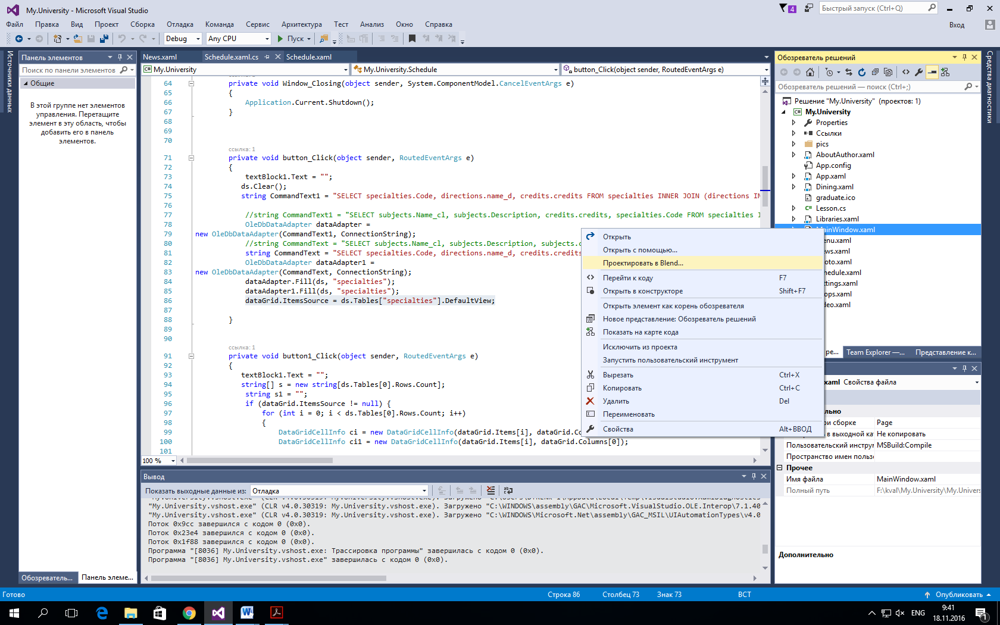 My.University - Microsoft Visual Studio
4
Быстрый запуск (Ctrl+Q)
Файл Правка Вид Проект Сборка Отладка Команда Сервис Архитектура Тест Анализ Окно Справка
Вход
Debug Any CPU Пуск
Источники данных
Панель элементов
Поиск по панели элементов
Общие
В этой группе нет элементов
управления. Перетащите
элемент в эту область, чтобы
добавить его в панель
элементов.
Обозреватель...
Панель элеме...
News.xaml Schedule.xaml.cs Schedule.xaml
My.University My.University.Schedule button_Click(object sender, RoutedEventArgs e)
64 private void Window_Closing(object sender, System.ComponentModel.CancelEventArgs e)
65 {
66 Application.Current.Shutdown();
67 }
68
69
70
ссылка: 1
71 private void button_Click(object sender, RoutedEventArgs e)
72 {
73 textBlock1.Text = "";
74 ds.Clear();
75 string CommandText1 = "SELECT specialties.Code, directions.name_d, credits.credits FROM specialties INNER JOIN (directions IN
76
77 //string CommandText1 = "SELECT subjects.Name_cl, subjects.Description, credits.credits, specialties.Code FROM specialties I
78 OleDbDataAdapter dataAdapter =
79 new OleDbDataAdapter(CommandText1, ConnectionString);
80 //string CommandText = "SELECT subjects.Name_cl, subjects.Description, subjects.c
81 string CommandText = "SELECT specialties.Code, directions.name_d, credits.credits
82 OleDbDataAdapter dataAdapter1 =
83 new OleDbDataAdapter(CommandText, ConnectionString);
84 dataAdapter.Fill(ds, "specialties");
85 dataAdapter1.Fill(ds, "specialties");
86 dataGrid.ItemsSource = ds.Tables["specialties"].DefaultView;
87
88 }
89
90
ссылка: 1
91 private void button1_Click(object sender, RoutedEventArgs e)
92 {
93 textBlock1.Text = "";
94 string[] s = new string[ds.Tables[0].Rows.Count];
95 string s1 = "";
96 if (dataGrid.ItemsSource != null) {
97 for (int i = 0; i < ds.Tables[0].Rows.Count; i++)
98 {
99 DataGridCellInfo ci = new DataGridCellInfo(dataGrid.Items[i], dataGrid.Co
100 DataGridCellInfo ci1 = new DataGridCellInfo(dataGrid.Items[i], dataGrid.Columns[0]);
101
100 %
Открыть
Открыть с помощью...
Проектировать в Blend...
Перейти к коду F7
Открыть в конструкторе Shift+F7
Открыть элемент как корень обозревателя
Новое представление: Обозреватель решений
Показать на карте кода
Исключить из проекта
Запустить пользовательский инструмент
Вырезать Ctrl+X
Копировать Ctrl+C
Удалить Del
Переименовать
Свойства Alt+ВВОД
Вывод
Показать выходные данные из: Отладка
"My.University.vshost.exe" (CLR v4.0.30319: My.University.vshost.exe). Загружено "C:\WINDOWS\assembly\GAC\Microsoft.VisualStudio.OLE.Interop\7.1.40
"My.University.vshost.exe" (CLR v4.0.30319: My.University.vshost.exe). Загружено "C:\WINDOWS\Microsoft.Net\assembly\GAC_MSIL\UIAutomationTypes\v4.0
Поток 0x9cc завершился с кодом 0 (0x0).
Поток 0x23e4 завершился с кодом 0 (0x0).
Поток 0x1f88 завершился с кодом 0 (0x0).
Программа "[8036] My.University.vshost.exe: Трассировка программы" завершилась с кодом 0 (0x0).
Программа "[8036] My.University.vshost.exe" завершилась с кодом 0 (0x0).
Обозреватель решений
Обозреватель решений — поиск (Ctrl+;)
Решение "My.University" (проектов: 1)
My.University
Properties
Ссылки
pics
AboutAuthor.xaml
App.config
App.xaml
Dining.xaml
graduate.ico
Lesson.cs
Libraries.xaml
MainWindow.xaml
enu.xaml
ws.xaml
oto.xaml
hedule.xaml
ttings.xaml
ops.xaml
deo.xaml
ре... Team Explorer —... Представление к...
xaml Свойства файла
льно
ри сборке Page
в выходной кат Не копировать
Пользовательский инструм MSBuild:Compile
Пространство имен пользо
Прочее
Имя файла MainWindow.xaml
Полный путь F:\kval\My.University\My.Univers
Дополнительно
Средства диагностики
Готово Строка 86 Столбец 73 Знак 73 ВСТ Опубликовать
ENG
9:41
18.11.2016
1